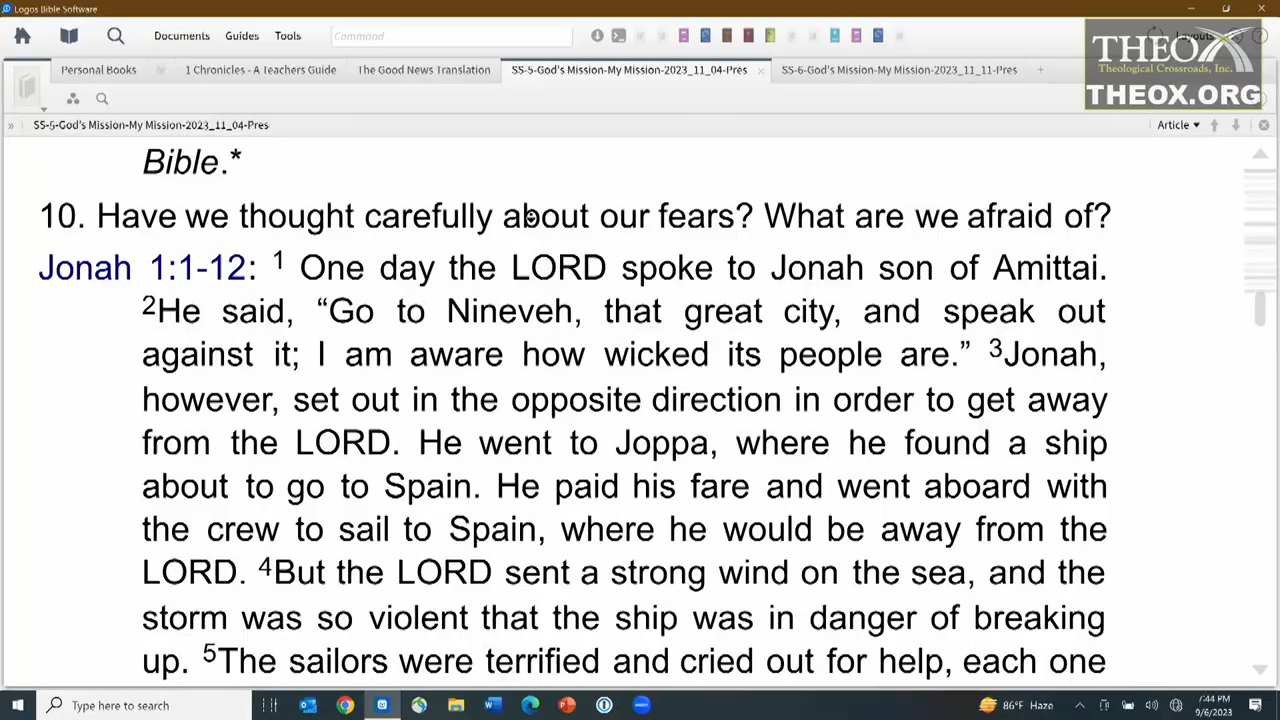 Logos Bible Software
Documents Guides Tools Command Layouts
THEOX
Theological Crossroads, Inc.
THEOX.ORG
Personal Books 1 Chronicles - A Teachers Guide The Good News Bible SS-5-God's Mission-My Mission-2023_11_04-Pres SS-6-God's Mission-My Mission-2023_11_11-Pres
SS-5-God's Mission-My Mission-2023_11_04-Pres Article
Bible.*
10. Have we thought carefully about our fears? What are we afraid of?
Jonah 1:1-12: 1 One day the LORD spoke to Jonah son of Amittai.
2He said, “Go to Nineveh, that great city, and speak out
against it; I am aware how wicked its people are.” 3Jonah,
however, set out in the opposite direction in order to get away
from the LORD. He went to Joppa, where he found a ship
about to go to Spain. He paid his fare and went aboard with
the crew to sail to Spain, where he would be away from the
LORD. 4But the LORD sent a strong wind on the sea, and the
storm was so violent that the ship was in danger of breaking
up. 5The sailors were terrified and cried out for help, each one
Type here to search
86°F Haze
7:44 PM
9/6/2023